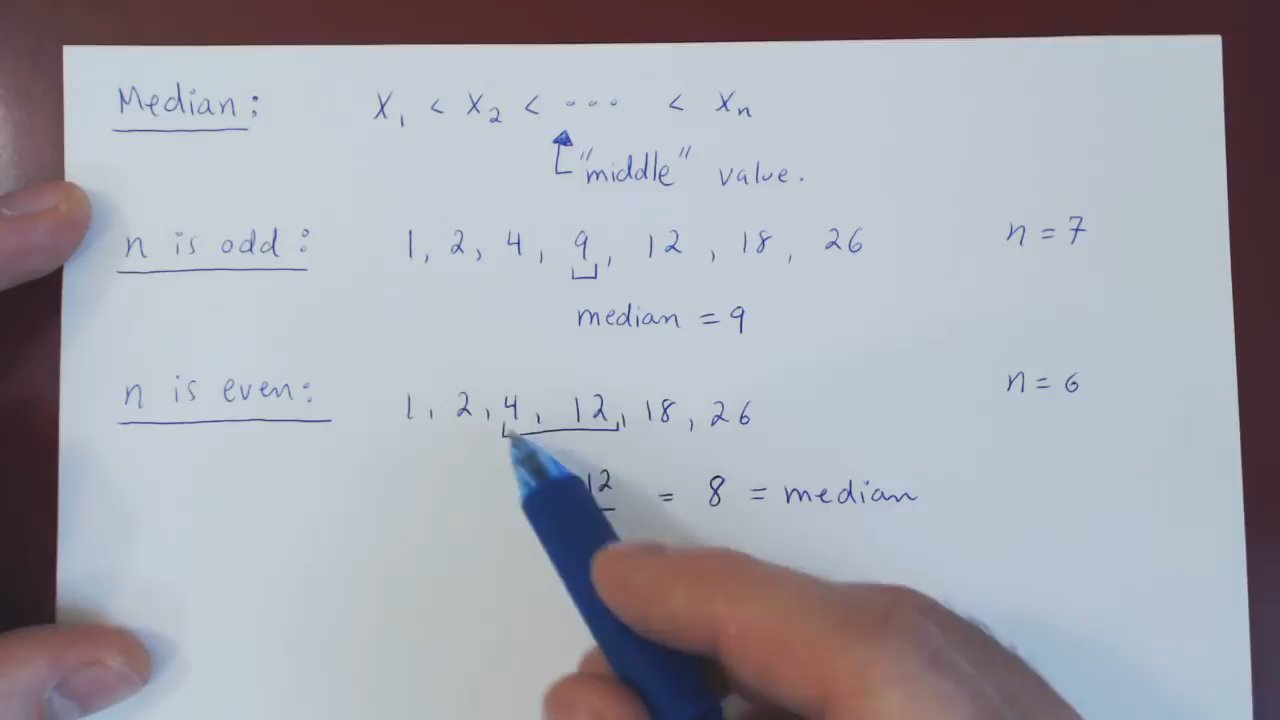 Median: X₁ < X₂ < ... < Xₙ
"middle" value.
n is odd: 1, 2, 4, 9, 12, 18, 26 n = 7
median = 9
n is even: 1, 2, 4, 12, 18, 26 n = 6
12 = 8 = median